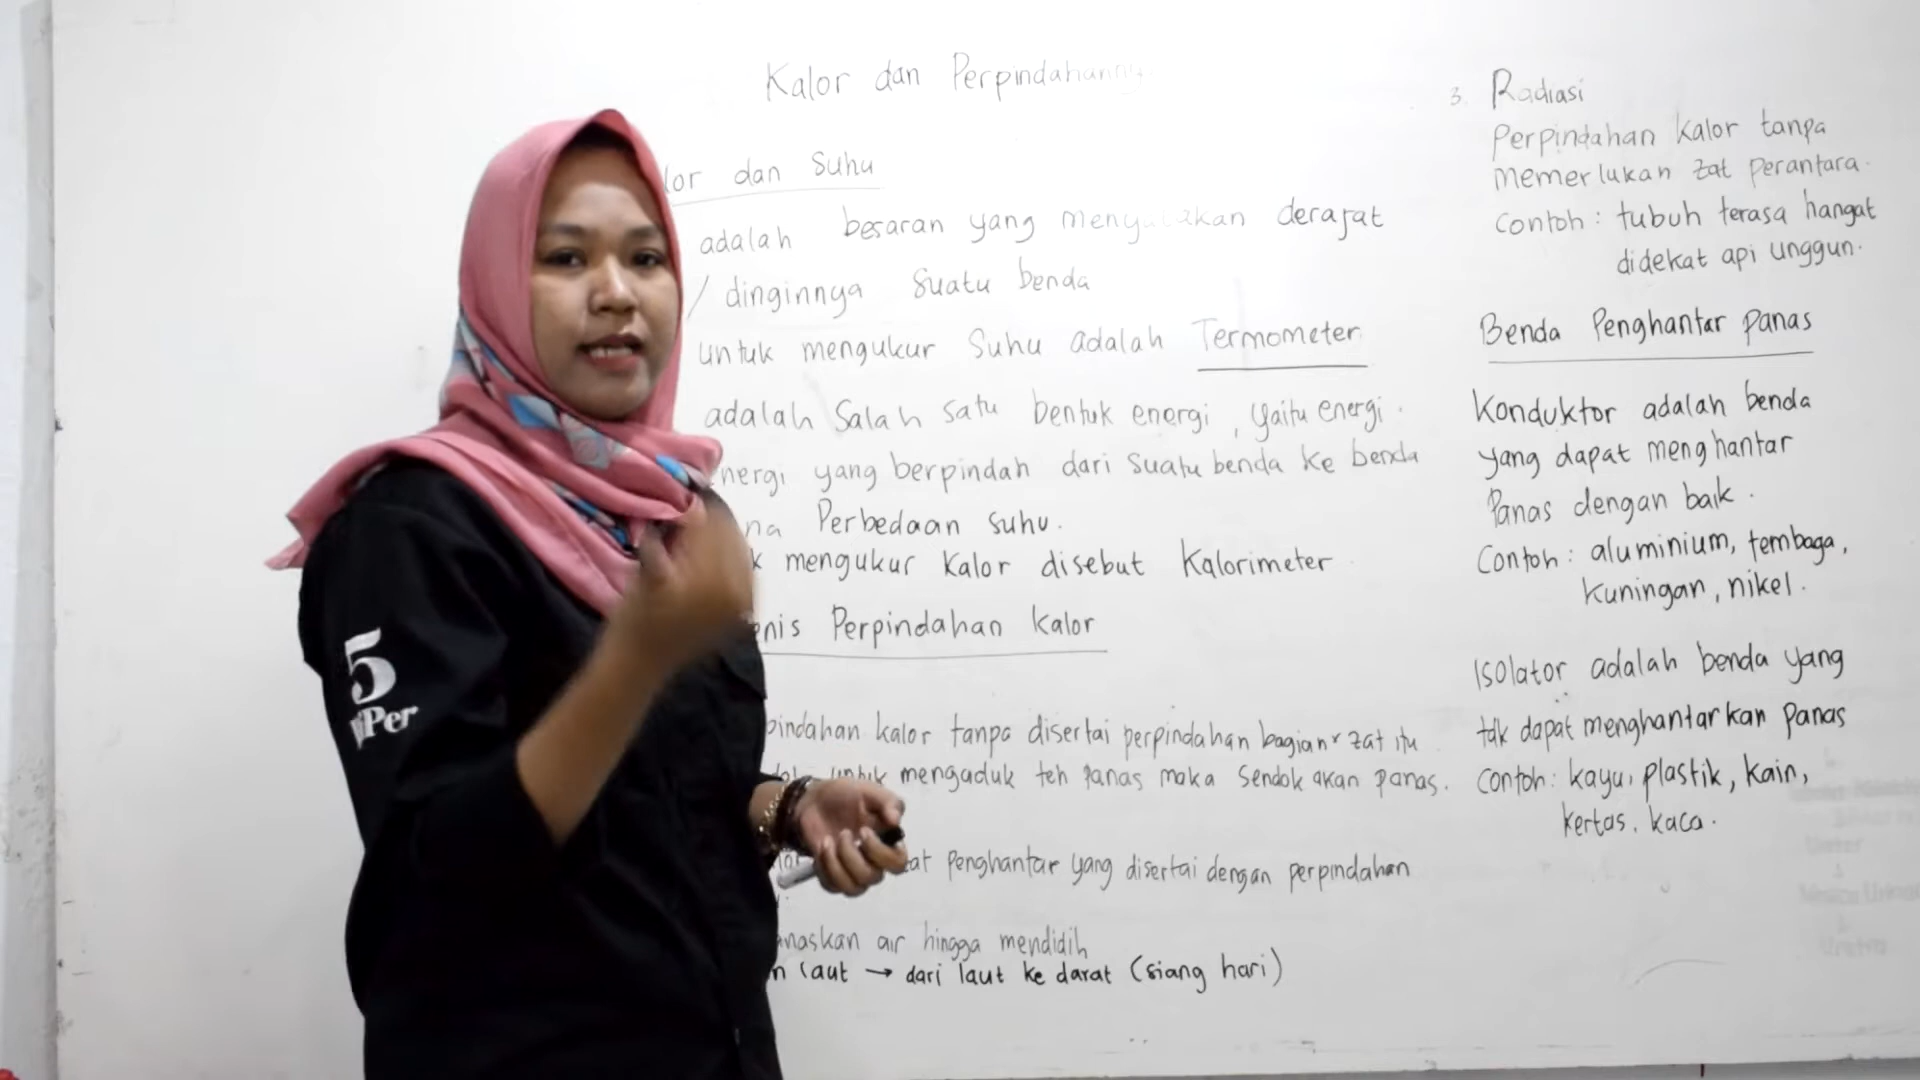 Kalor dan Perpindahannya
lor dan Suhu
adalah besaran yang menyatakan derajat
/ dinginnya Suatu benda
untuk mengukur Suhu adalah Termometer
adalah Salah satu bentuk energi, yaitu energi.
nergi yang berpindah dari Suatu benda ke benda
na Perbedaan suhu.
k mengukur Kalor disebut Kalorimeter
nis Perpindahan Kalor
pindahan kalor tanpa disertai perpindahan bagian² zat itu
untuk mengaduk teh panas maka Sendok akan panas.
at penghantar yang disertai dengan perpindahan
anaskan air hingga mendidih
n laut → dari laut ke darat (siang hari)
3. Radiasi
Perpindahan Kalor tanpa
memerlukan zat perantara.
Contoh : tubuh terasa hangat
didekat api unggun.
Benda Penghantar panas
Konduktor adalah benda
yang dapat menghantar
Panas dengan baik.
Contoh : aluminium, tembaga,
Kuningan, nikel.
Isolator adalah benda yang
tdk dapat menghantarkan panas
Contoh : kayu, plastik, kain,
kertas, kaca.
5
Per